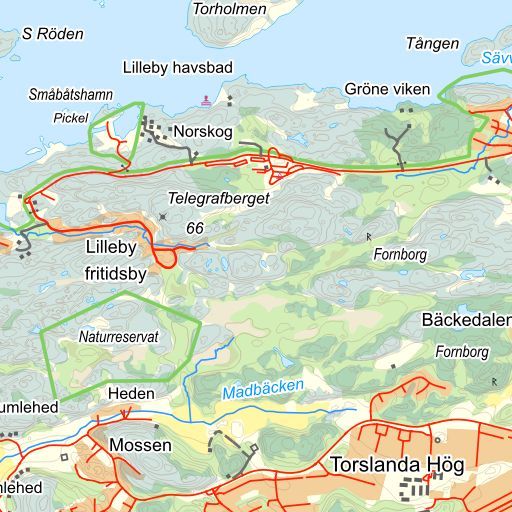 Torholmen
S Röden
Tången
Lilleby havsbad
Gröne viken
Småbåtshamn
Pickel
Norskog
Telegrafberget
66
Lilleby
fritidsby
Fornborg
R
Naturreservat
Bäckedalen
Fornborg
R
Madbäcken
Heden
umlehed
Mossen
Torslanda Hög
nlehed